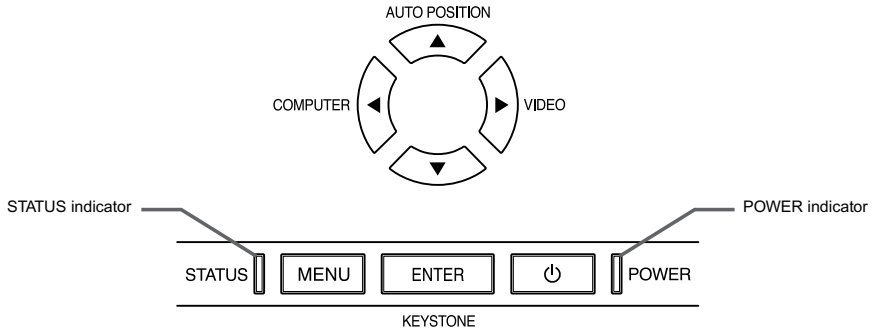 AUTO POSITION
COMPUTER VIDEO
STATUS indicator POWER indicator
STATUS MENU ENTER POWER
KEYSTONE